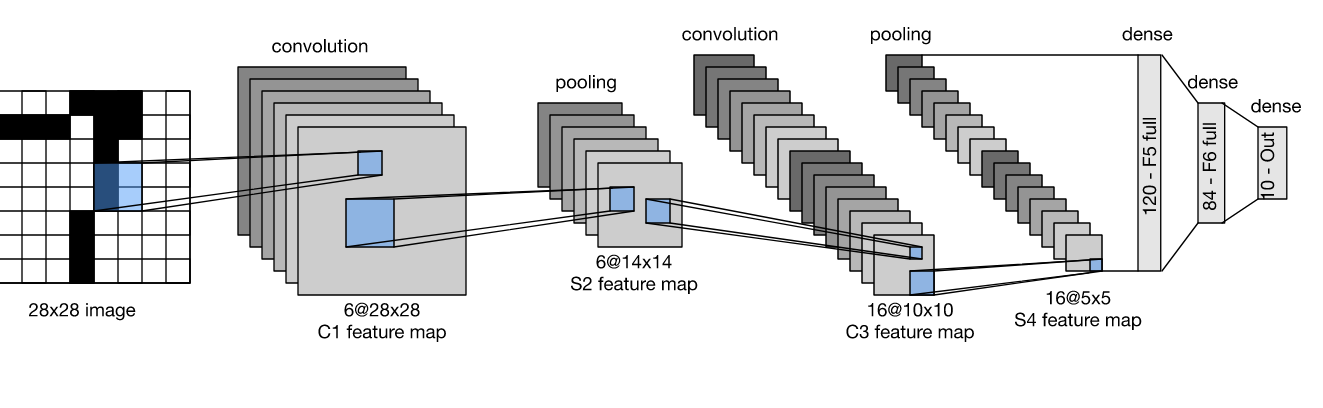 convolution
pooling
convolution
pooling
dense
dense
dense
28x28 image
6@28x28
C1 feature map
6@14x14
S2 feature map
16@10x10
C3 feature map
16@5x5
S4 feature map
120 - F5 full
84 - F6 full
10 - Out